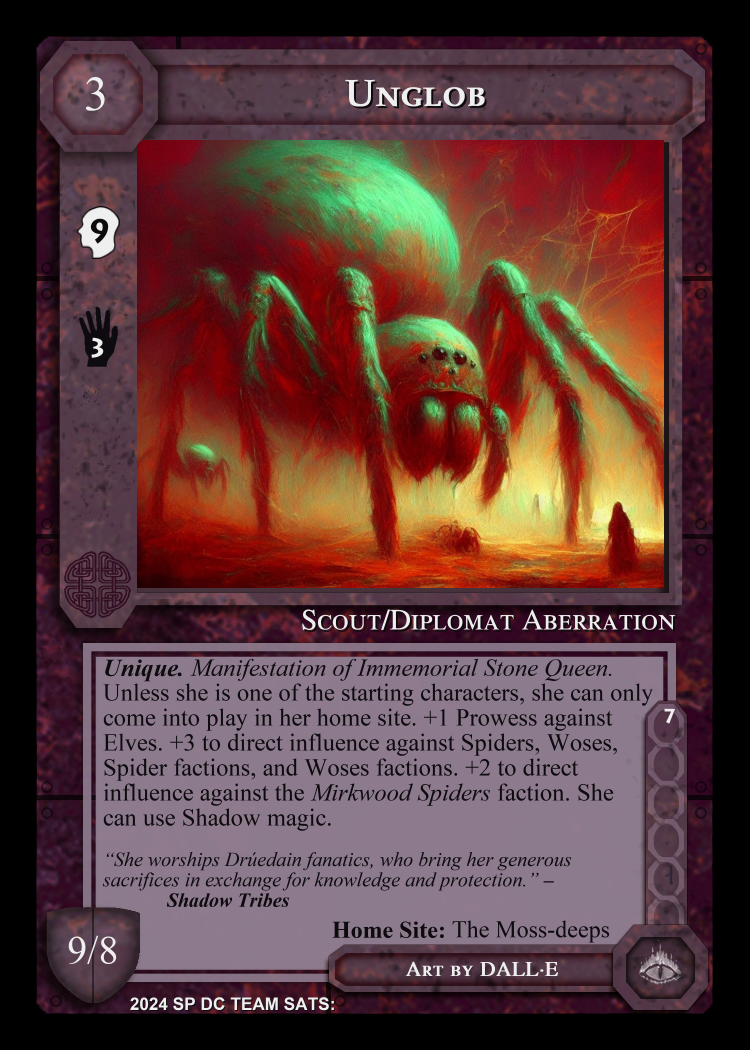 3
Unglob
9
3
Scout/Diplomat Aberration
Unique. Manifestation of Immemorial Stone Queen.
Unless she is one of the starting characters, she can only
come into play in her home site. +1 Prowess against
Elves. +3 to direct influence against Spiders, Woses,
Spider factions, and Woses factions. +2 to direct
influence against the Mirkwood Spiders faction. She
can use Shadow magic.
7
“She worships Drúedain fanatics, who bring her generous
sacrifices in exchange for knowledge and protection.” –
Shadow Tribes
Home Site: The Moss-deeps
9/8
Art by DALL·E
2024 SP DC TEAM SATS: